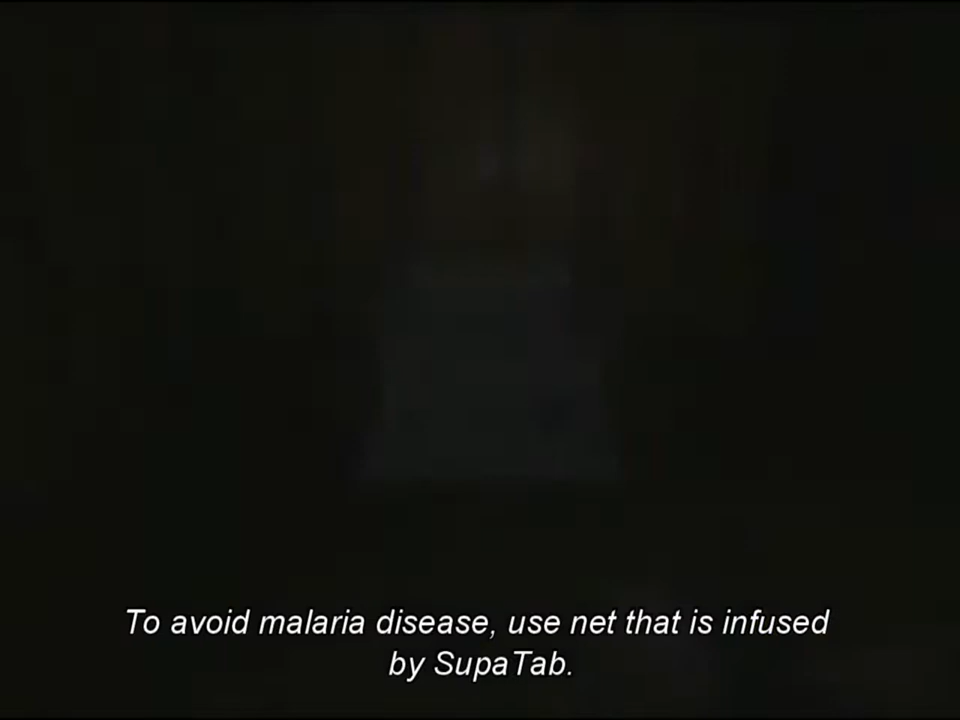 To avoid malaria disease, use net that is infused
by SupaTab.